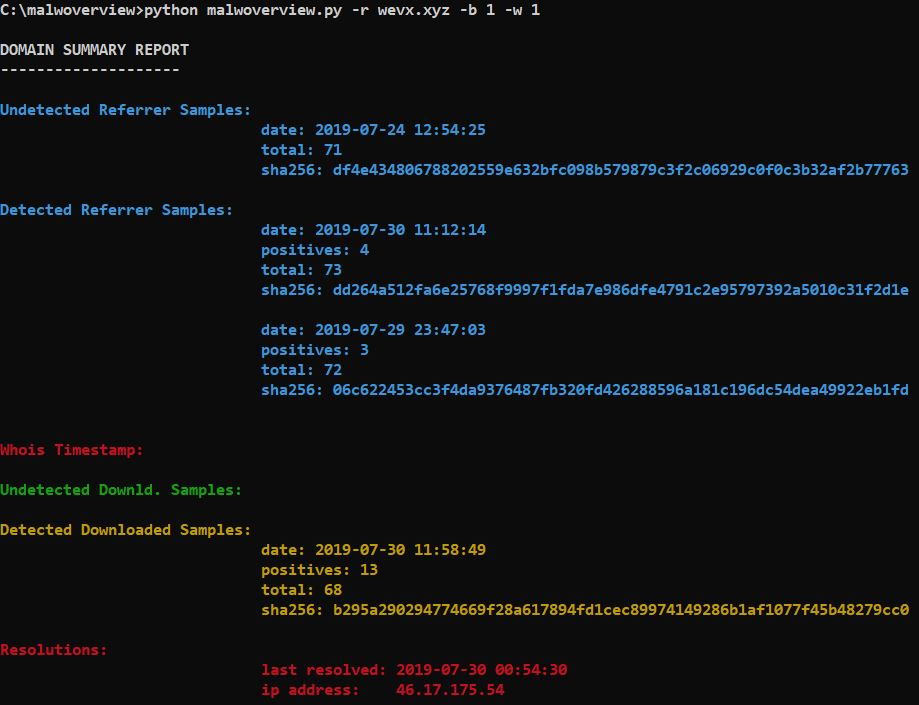 C:\malwoverview>python malwoverview.py -r wevx.xyz -b 1 -w 1
DOMAIN SUMMARY REPORT
--------------------
Undetected Referrer Samples:
date: 2019-07-24 12:54:25
total: 71
sha256: df4e434806788202559e632bfc098b579879c3f2c06929c0f0c3b32af2b77763
Detected Referrer Samples:
date: 2019-07-30 11:12:14
positives: 4
total: 73
sha256: dd264a512fa6e25768f9997f1fda7e986dfe4791c2e95797392a5010c31f2d1e
date: 2019-07-29 23:47:03
positives: 3
total: 72
sha256: 06c622453cc3f4da9376487fb320fd426288596a181c196dc54dea49922eb1fd
Whois Timestamp:
Undetected Downld. Samples:
Detected Downloaded Samples:
date: 2019-07-30 11:58:49
positives: 13
total: 68
sha256: b295a290294774669f28a617894fd1cec89974149286b1af1077f45b48279cc0
Resolutions:
last resolved: 2019-07-30 00:54:30
ip address:    46.17.175.54